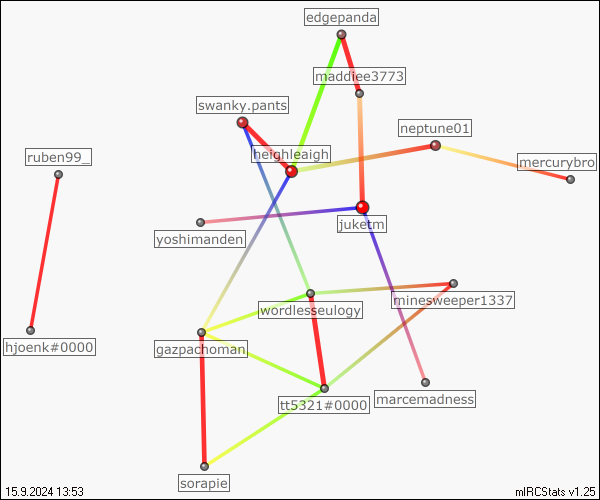 edgepanda
maddiee3773
swanky.pants
neptune01
heighleaigh
ruben99_
mercurybro
juketm
yoshimanden
minesweeper1337
wordlesseulogy
hjoenk#0000
gazpachoman
marcemadness
tt5321#0000
sorapie
15.9.2024 13:53
mIRCStats v1.25